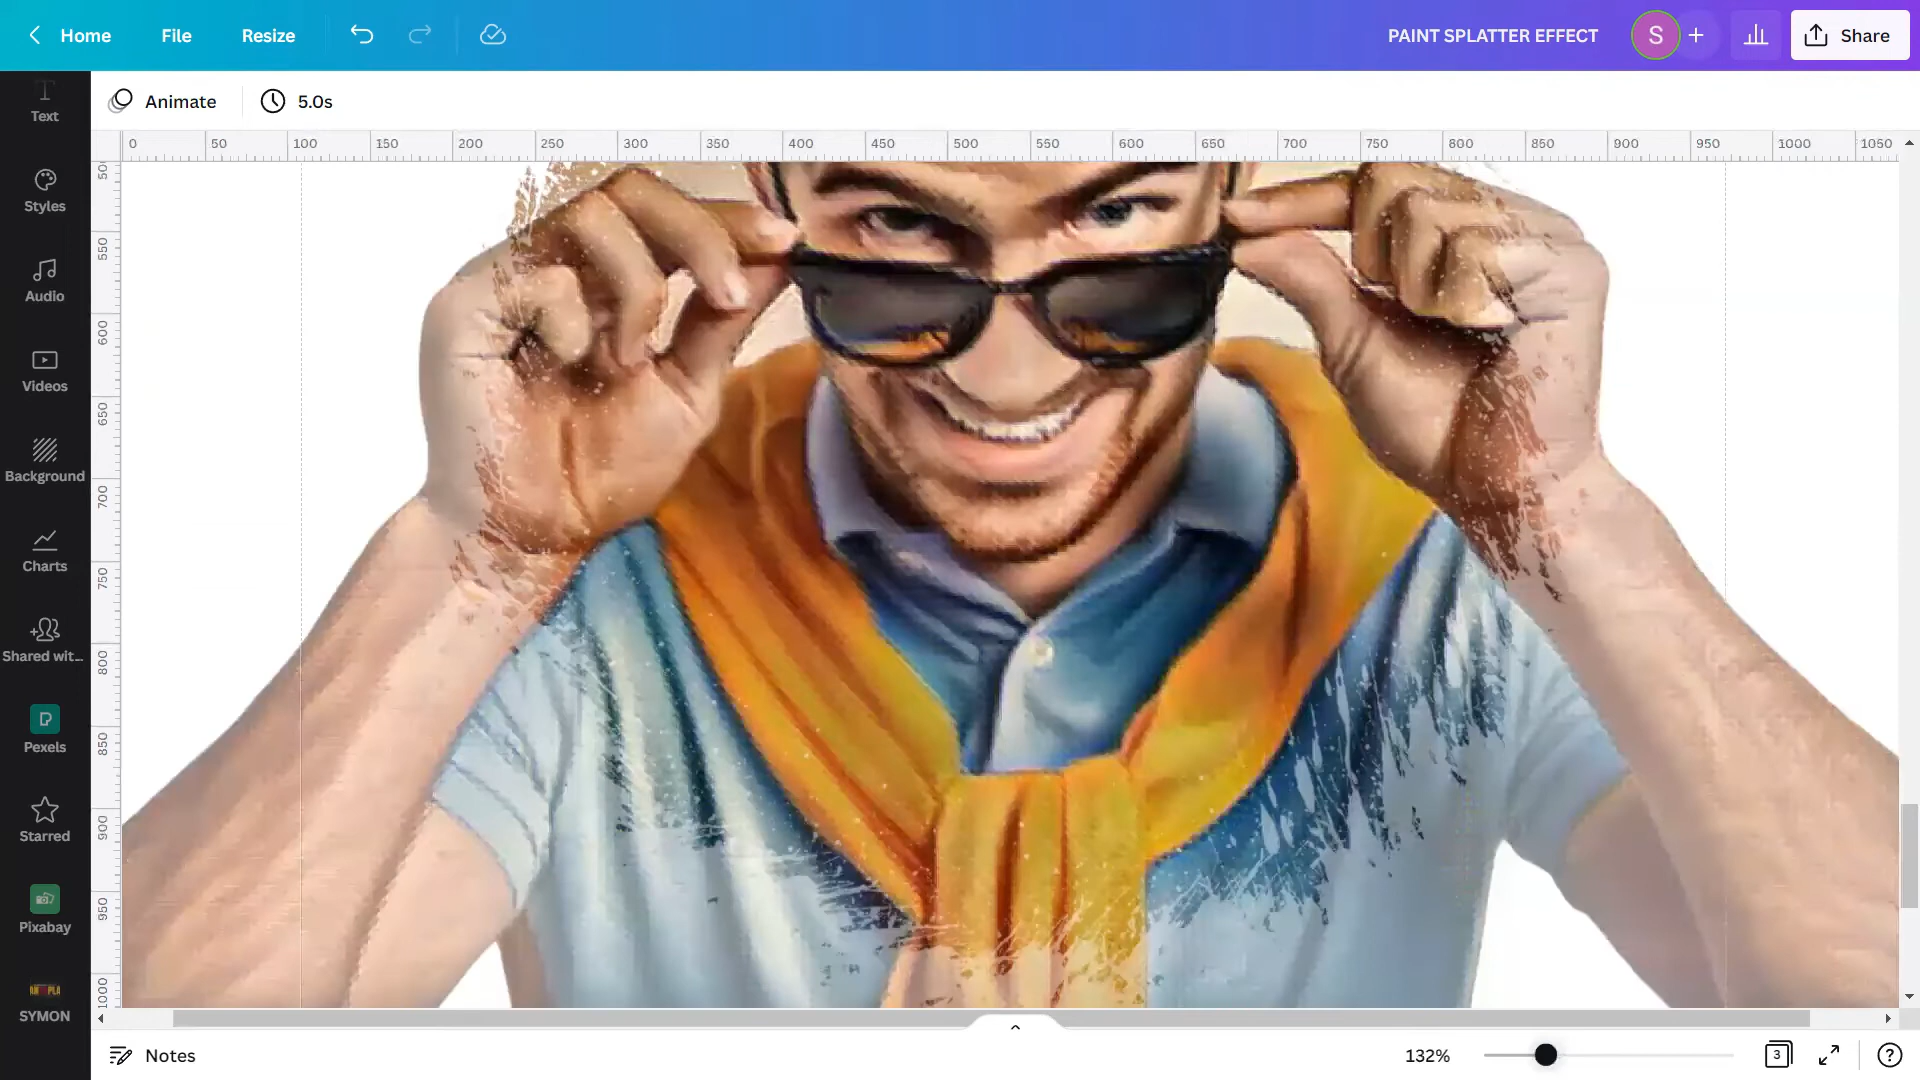 Home File Resize PAINT SPLATTER EFFECT S Share
Animate 5.0s
0 50 100 150 200 250 300 350 400 450 500 550 600 650 700 750 800 850 900 950 1000 1050
550
600
650
700
750
800
850
900
950
1000
Text
Styles
Audio
Videos
Background
Charts
Shared wit...
P
Pexels
Starred
Pixabay
SYMON
Notes 132% 3 ?